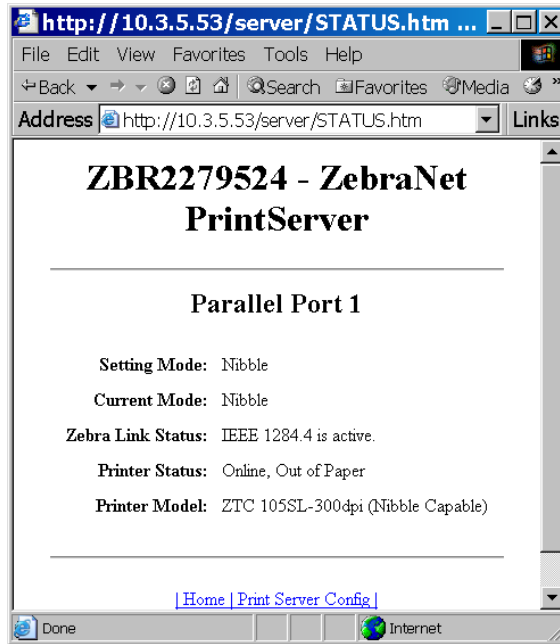 http://10.3.5.53/server/STATUS.htm ...
File Edit View Favorites Tools Help
Back Search Favorites Media »
Address http://10.3.5.53/server/STATUS.htm Links
ZBR2279524 - ZebraNet
PrintServer
Parallel Port 1
Setting Mode: Nibble
Current Mode: Nibble
Zebra Link Status: IEEE 1284.4 is active.
Printer Status: Online, Out of Paper
Printer Model: ZTC 105SL-300dpi (Nibble Capable)
| Home | Print Server Config |
Done Internet